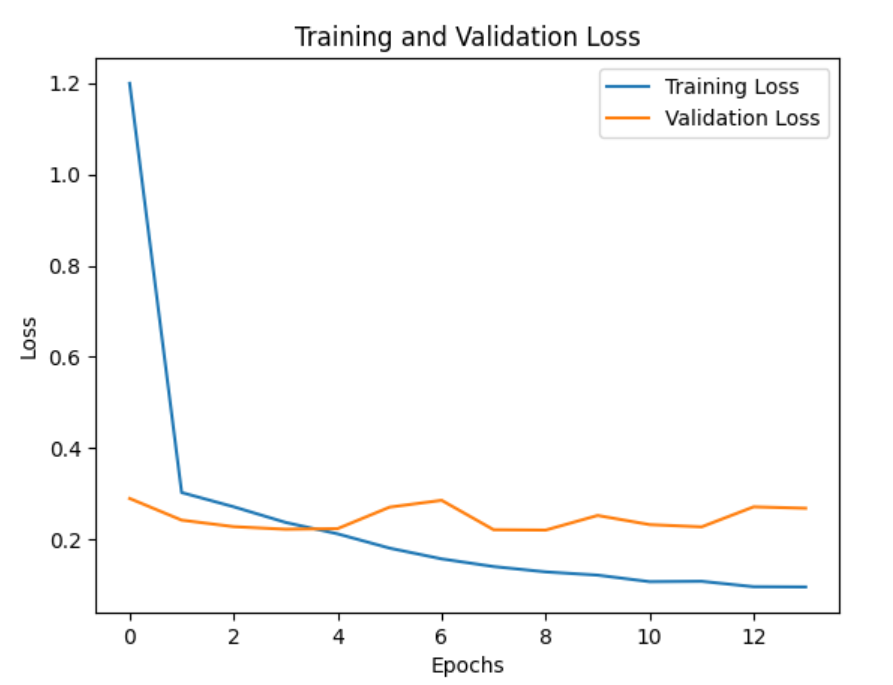 Training and Validation Loss
Training Loss
Validation Loss
1.2
1.0
0.8
0.6
0.4
0.2
Loss
0 2 4 6 8 10 12
Epochs